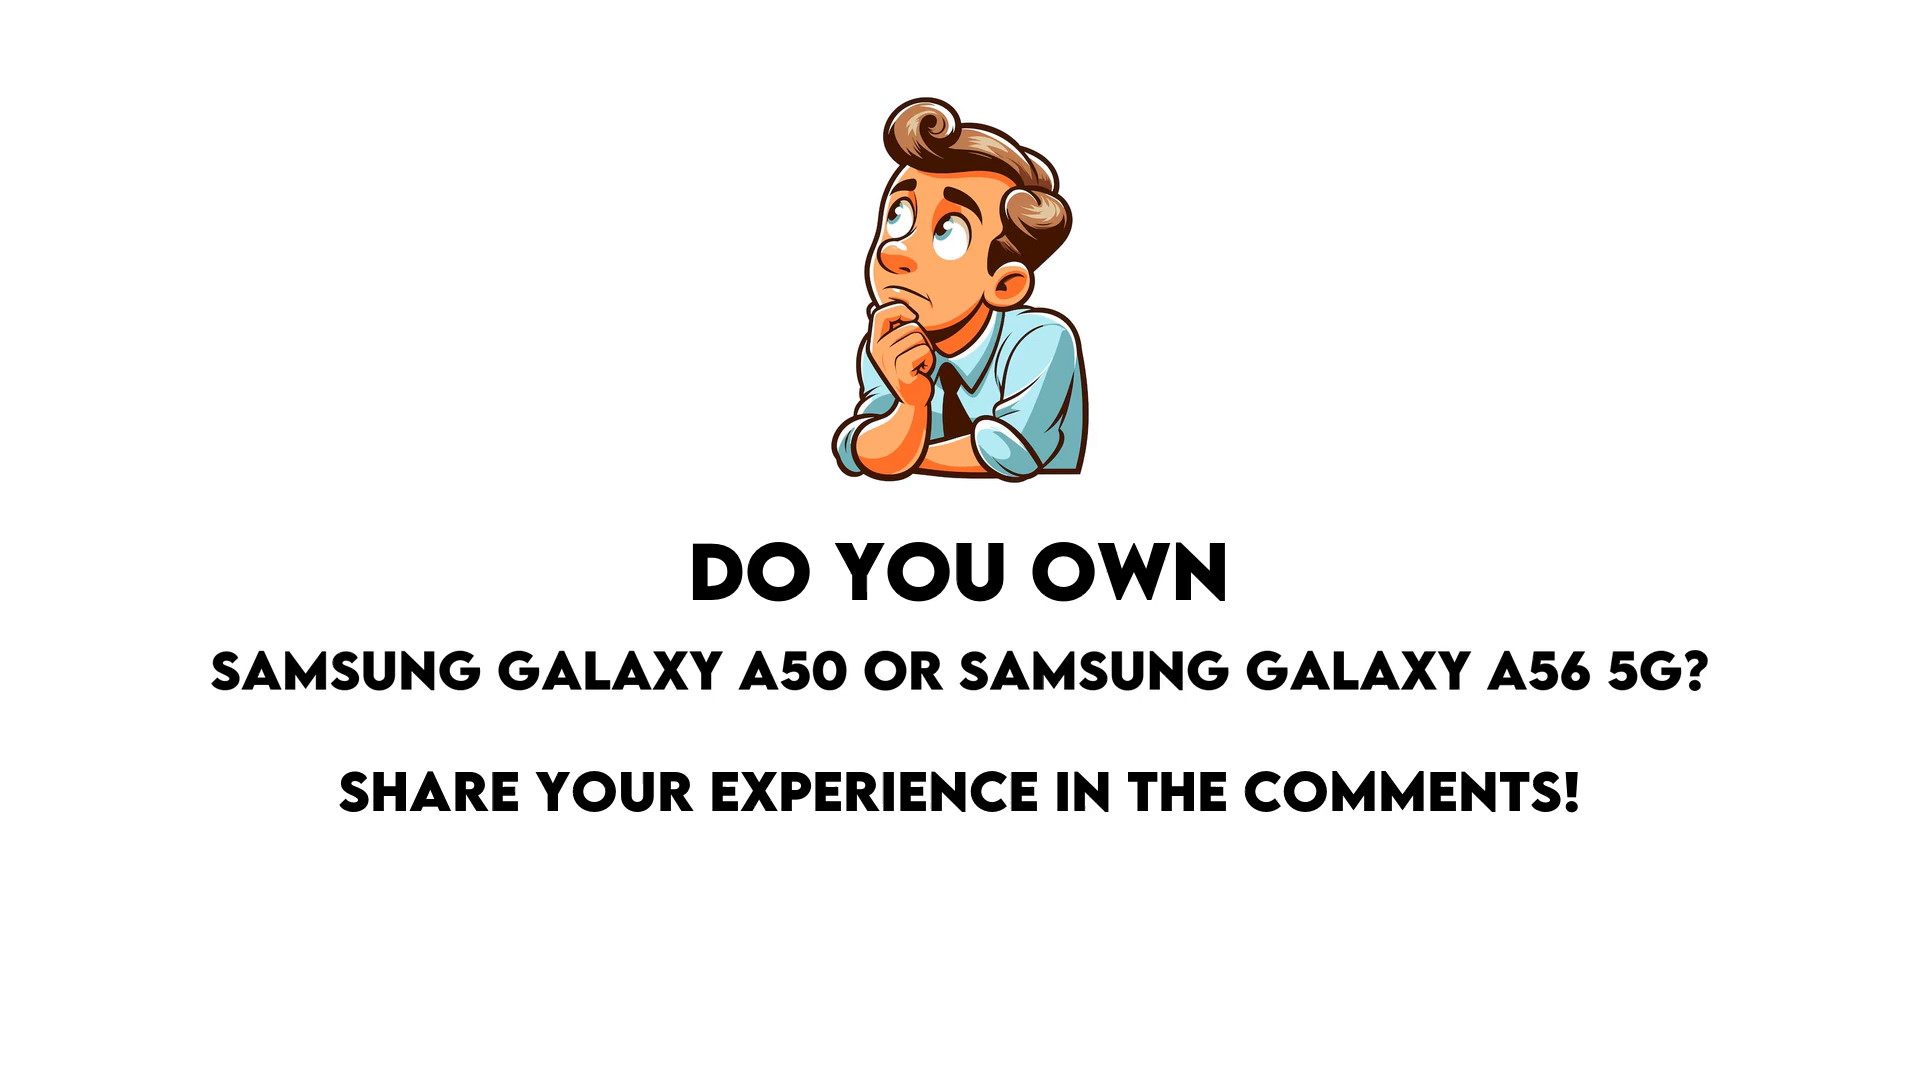 DO YOU OWN
SAMSUNG GALAXY A50 OR SAMSUNG GALAXY A56 5G?
SHARE YOUR EXPERIENCE IN THE COMMENTS!